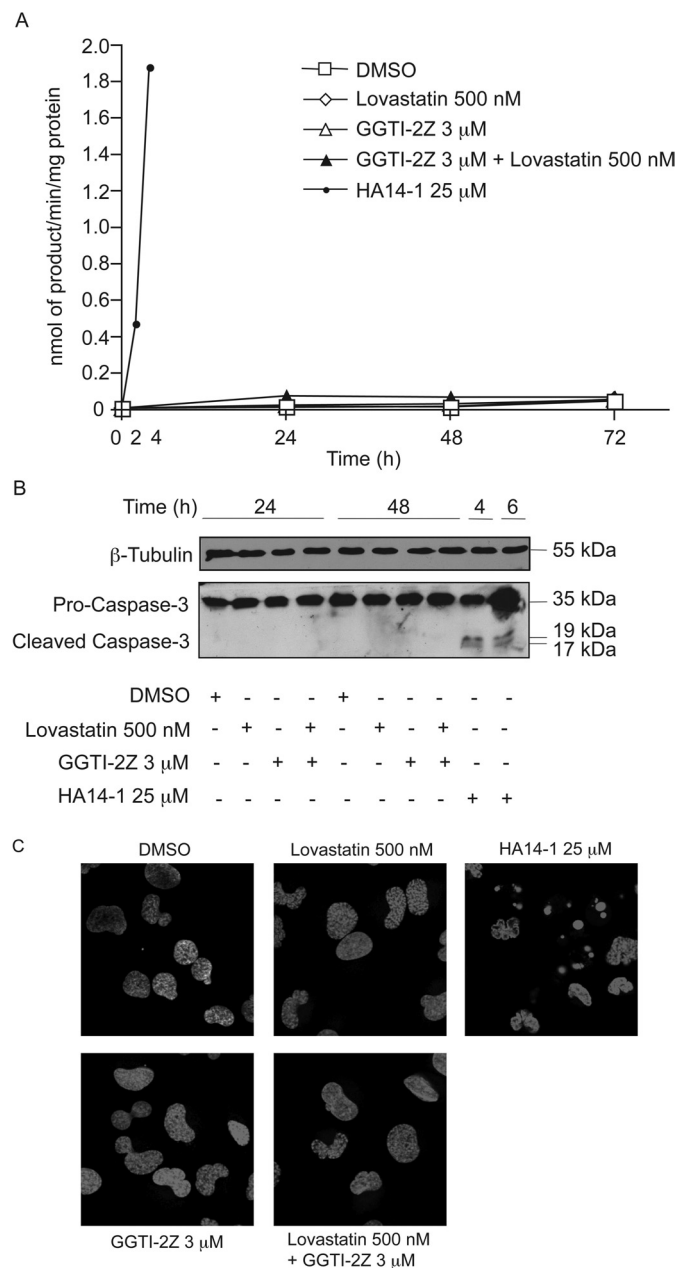 A
nmol of product/min/mg protein
2.0
1.8
1.6
1.4
1.2
1.0
0.8
0.6
0.4
0.2
0
0 2 4 24 48 72
Time (h)
DMSO
Lovastatin 500 nM
GGTI-2Z 3 μM
GGTI-2Z 3 μM + Lovastatin 500 nM
HA14-1 25 μM
B
Time (h) 24 48 4 6
β-Tubulin 55 kDa
Pro-Caspase-3 35 kDa
Cleaved Caspase-3 19 kDa
17 kDa
DMSO + - - - + - - - - -
Lovastatin 500 nM - + - + - + - + - -
GGTI-2Z 3 μM - - + + - - + + - -
HA14-1 25 μM - - - - - - - - + +
C
DMSO Lovastatin 500 nM HA14-1 25 μM
GGTI-2Z 3 μM Lovastatin 500 nM
+ GGTI-2Z 3 μM